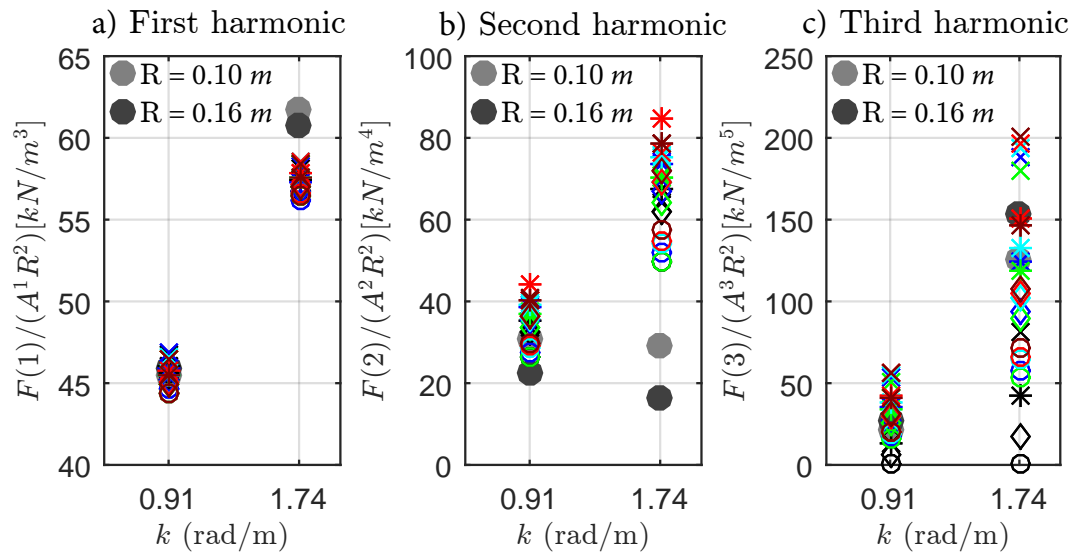 a) First harmonic
65
60
55
50
45
40
R = 0.10 m
R = 0.16 m
F(1)/(A^1 R^2)[kN/m^3]
0.91 1.74
k (rad/m)
b) Second harmonic
100
80
60
40
20
0
R = 0.10 m
R = 0.16 m
F(2)/(A^2 R^2)[kN/m^4]
0.91 1.74
k (rad/m)
c) Third harmonic
250
200
150
100
50
0
R = 0.10 m
R = 0.16 m
F(3)/(A^3 R^2)[kN/m^5]
0.91 1.74
k (rad/m)